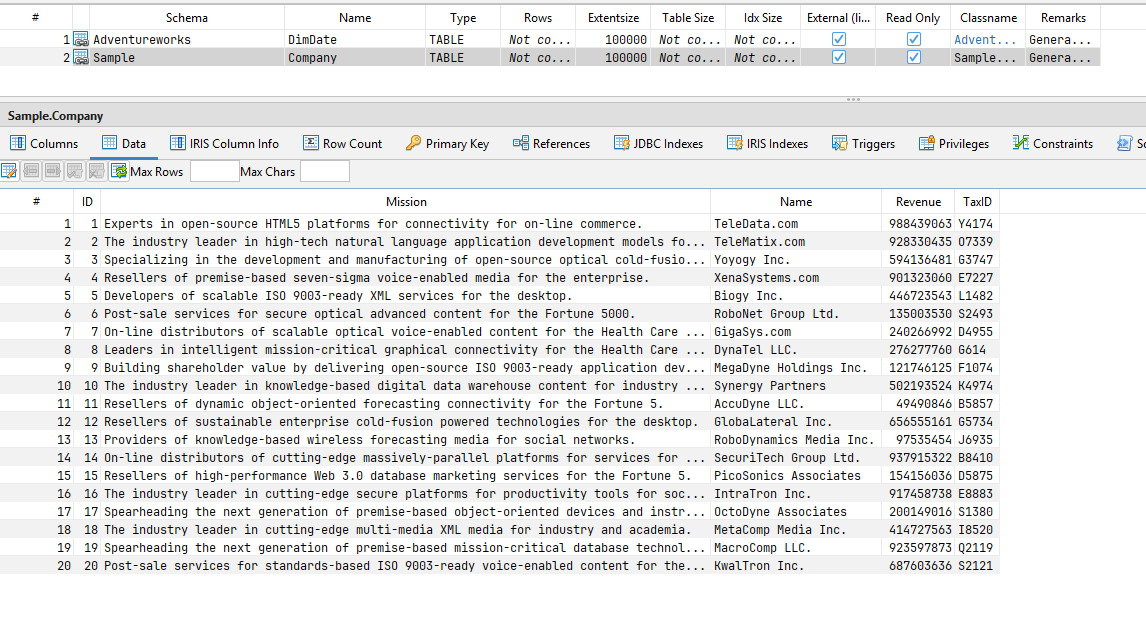 # Schema Name Type Rows Extentsize Table Size Idx Size External (li... Read Only Classname Remarks
1 Adventureworks DimDate TABLE Not co... 100000 Not co... Not co... Advent... Genera...
2 Sample Company TABLE Not co... 100000 Not co... Not co... Sample... Genera...
Sample.Company
Columns Data IRIS Column Info Row Count Primary Key References JDBC Indexes IRIS Indexes Triggers Privileges Constraints Sc
Max Rows Max Chars
# ID Mission Name Revenue TaxID
1 1 Experts in open-source HTML5 platforms for connectivity for on-line commerce. TeleData.com 988439063 Y4174
2 2 The industry leader in high-tech natural language application development models fo... TeleMatix.com 928330435 O7339
3 3 Specializing in the development and manufacturing of open-source optical cold-fusio... Yoyogy Inc. 594136481 G3747
4 4 Resellers of premise-based seven-sigma voice-enabled media for the enterprise. XenaSystems.com 901323060 E7227
5 5 Developers of scalable ISO 9003-ready XML services for the desktop. Biogy Inc. 446723543 L1482
6 6 Post-sale services for secure optical advanced content for the Fortune 5000. RoboNet Group Ltd. 135003530 S2493
7 7 On-line distributors of scalable optical voice-enabled content for the Health Care ... GigaSys.com 240266992 D4955
8 8 Leaders in intelligent mission-critical graphical connectivity for the Health Care ... DynaTel LLC. 276277760 G614
9 9 Building shareholder value by delivering open-source ISO 9003-ready application dev... MegaDyne Holdings Inc. 121746125 F1074
10 10 The industry leader in knowledge-based digital data warehouse content for industry ... Synergy Partners 502193524 K4974
11 11 Resellers of dynamic object-oriented forecasting connectivity for the Fortune 5. AccuDyne LLC. 49490846 B5857
12 12 Resellers of sustainable enterprise cold-fusion powered technologies for the desktop. GlobaLateral Inc. 656555161 G5734
13 13 Providers of knowledge-based wireless forecasting media for social networks. RoboDynamics Media Inc. 97535454 J6935
14 14 On-line distributors of cutting-edge massively-parallel platforms for services for ... SecuriTech Group Ltd. 937915322 B8410
15 15 Resellers of high-performance Web 3.0 database marketing services for the Fortune 5. PicoSonics Associates 154156036 D5875
16 16 The industry leader in cutting-edge secure platforms for productivity tools for soc... IntraTron Inc. 917458738 E8883
17 17 Spearheading the next generation of premise-based object-oriented devices and instr... OctoDyne Associates 200149016 S1380
18 18 The industry leader in cutting-edge multi-media XML media for industry and academia. MetaComp Media Inc. 414727563 I8520
19 19 Spearheading the next generation of premise-based mission-critical database technol... MacroComp LLC. 923597873 Q2119
20 20 Post-sale services for standards-based ISO 9003-ready voice-enabled content for the... KwalTron Inc. 687603636 S2121